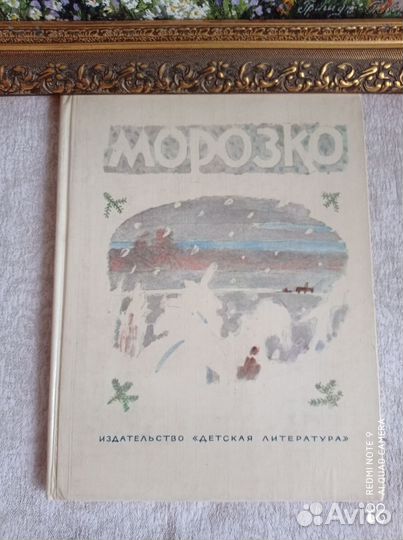 МОРОЗКО
ИЗДАТЕЛЬСТВО «ДЕТСКАЯ ЛИТЕРАТУРА»
REDMI NOTE 9
AI QUAD CAMERA
Avito